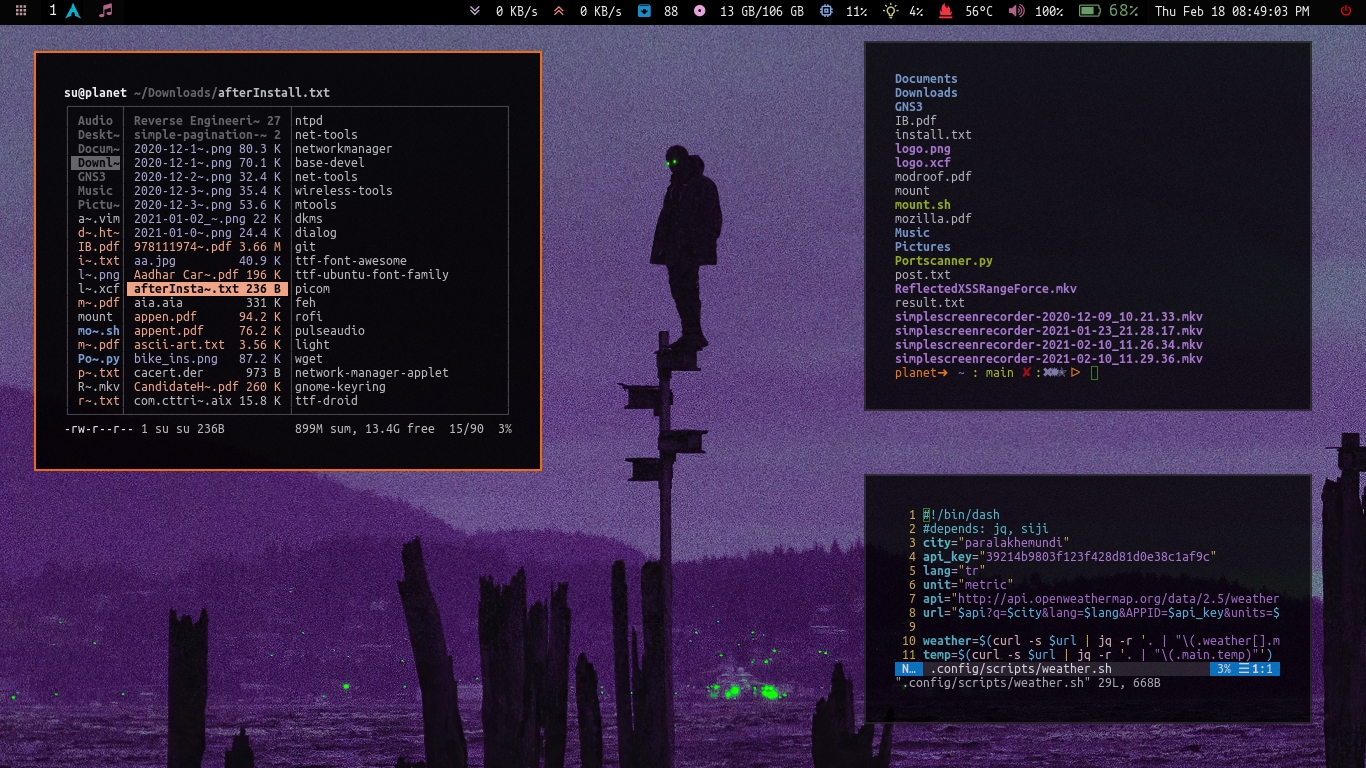 1 0 KB/s 0 KB/s 88 13 GB/106 GB 11% 4% 56°C 100% 68% Thu Feb 18 08:49:03 PM
su@planet ~/Downloads/afterInstall.txt
Audio Reverse Engineeri~ 27 ntpd
Deskt~ simple-pagination-~ 2 net-tools
Docum~ 2020-12-1~.png 80.3 K networkmanager
Downl~ 2020-12-1~.png 70.1 K base-devel
GNS3 2020-12-2~.png 32.4 K net-tools
Music 2020-12-3~.png 35.4 K wireless-tools
Pictu~ 2020-12-3~.png 53.6 K mtools
a~.vim 2021-01-02_~.png 22 K dkms
d~.ht~ 2021-01-0~.png 24.4 K dialog
IB.pdf 978111974~.pdf 3.66 M git
i~.txt aa.jpg 40.9 K ttf-font-awesome
l~.png Aadhar Car~.pdf 196 K ttf-ubuntu-font-family
l~.xcf afterInsta~.txt 236 B picom
m~.pdf aia.aia 331 K feh
mount appen.pdf 94.2 K rofi
mo~.sh appent.pdf 76.2 K pulseaudio
m~.pdf ascii-art.txt 3.56 K light
Po~.py bike_ins.png 87.2 K wget
p~.txt cacert.der 973 B network-manager-applet
R~.mkv CandidateH~.pdf 260 K gnome-keyring
r~.txt com.cttri~.aix 15.8 K ttf-droid
-rw-r--r-- 1 su su 236B 899M sum, 13.4G free 15/90 3%
Documents
Downloads
GNS3
IB.pdf
install.txt
logo.png
logo.xcf
modroof.pdf
mount
mount.sh
mozilla.pdf
Music
Pictures
Portscanner.py
post.txt
ReflectedXSSRangeForce.mkv
result.txt
simplescreenrecorder-2020-12-09_10.21.33.mkv
simplescreenrecorder-2021-01-23_21.28.17.mkv
simplescreenrecorder-2021-02-10_11.26.34.mkv
simplescreenrecorder-2021-02-10_11.29.36.mkv
planet➜ ~ : main ✘ :
1 #!/bin/dash
2 #depends: jq, siji
3 city="paralakhemundi"
4 api_key="39214b9803f123f428d81d0e38c1af9c"
5 lang="tr"
6 unit="metric"
7 api="http://api.openweathermap.org/data/2.5/weather
8 url="$api?q=$city&lang=$lang&APPID=$api_key&units=$
9
10 weather=$(curl -s $url | jq -r '. | "\(.weather[].m
11 temp=$(curl -s $url | jq -r '. | "\(.main.temp)"')
N… .config/scripts/weather.sh 3% ☰ 1:1
".config/scripts/weather.sh" 29L, 668B